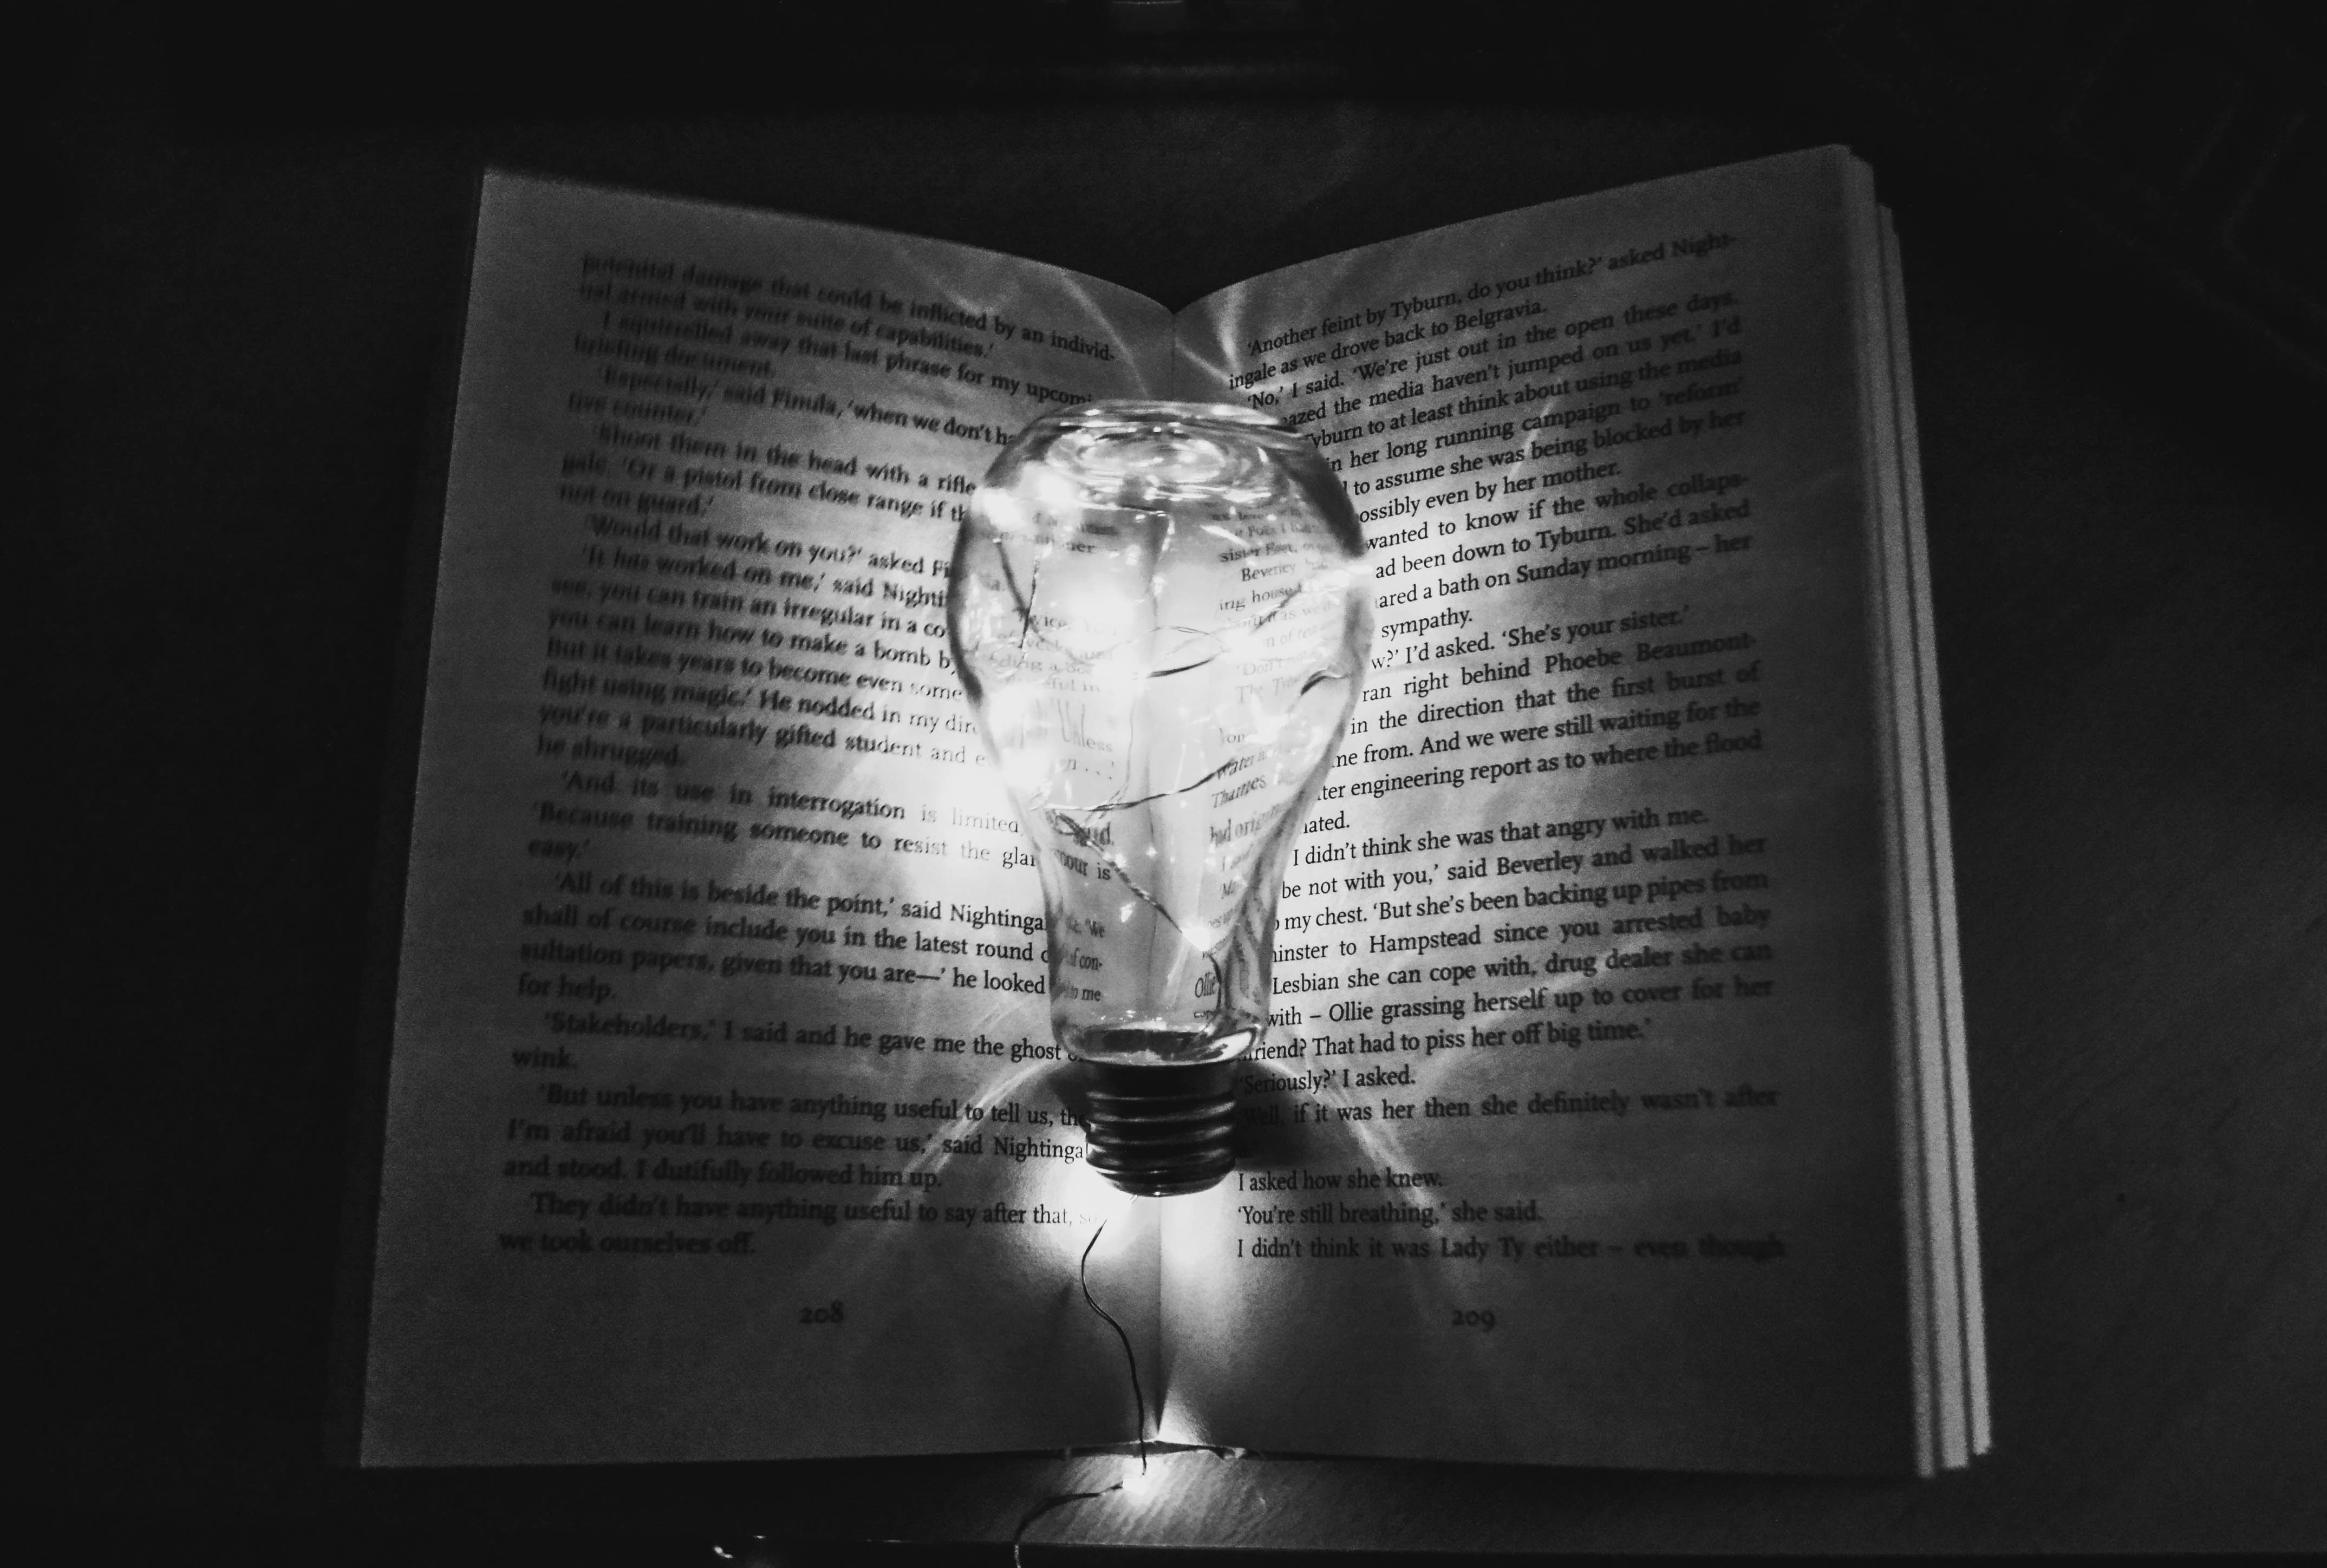 potential damage that could be inflicted by an individ-
ual armed with your suite of capabilities.'
I squirrelled away that last phrase for my upcomi
briefing document.
'Especially,' said Finula, 'when we don't ha
tive counter.'
'Shoot them in the head with a rifle
gale. 'Or a pistol from close range if th
not on guard.'
'Would that work on you?' asked Fi
'It has worked on me,' said Nighti
see, you can train an irregular in a co
you can learn how to make a bomb b
But it takes years to become even some
fight using magic.' He nodded in my dire
you're a particularly gifted student and e
he shrugged.
'And its use in interrogation is limited,
'Because training someone to resist the glamour is
easy.'
'All of this is beside the point,' said Nightingale. 'We
shall of course include you in the latest round of con-
sultation papers, given that you are—' he looked to me
for help.
'Stakeholders,' I said and he gave me the ghost
wink.
'But unless you have anything useful to tell us, the
I'm afraid you'll have to excuse us,' said Nightinga
and stood. I dutifully followed him up.
They didn't have anything useful to say after that, so
we took ourselves off.
208
'Another feint by Tyburn, do you think?' asked Night-
ingale as we drove back to Belgravia.
'No,' I said. 'We're just out in the open these days.
azed the media haven't jumped on us yet.' I'd
Tyburn to at least think about using the media
in her long running campaign to 'reform'
to assume she was being blocked by her
ossibly even by her mother.
wanted to know if the whole collaps-
ad been down to Tyburn. She'd asked
ared a bath on Sunday morning – her
sympathy.
w?' I'd asked. 'She's your sister.'
ran right behind Phoebe Beaumont-
in the direction that the first burst of
ne from. And we were still waiting for the
ter engineering report as to where the flood
nated.
I didn't think she was that angry with me.
be not with you,' said Beverley and walked her
my chest. 'But she's been backing up pipes from
inster to Hampstead since you arrested baby
Lesbian she can cope with, drug dealer she can
with – Ollie grassing herself up to cover for her
friend? That had to piss her off big time.'
'Seriously?' I asked.
'Well, if it was her then she definitely wasn't after
I asked how she knew.
'You're still breathing,' she said.
I didn't think it was Lady Ty either – even though
209